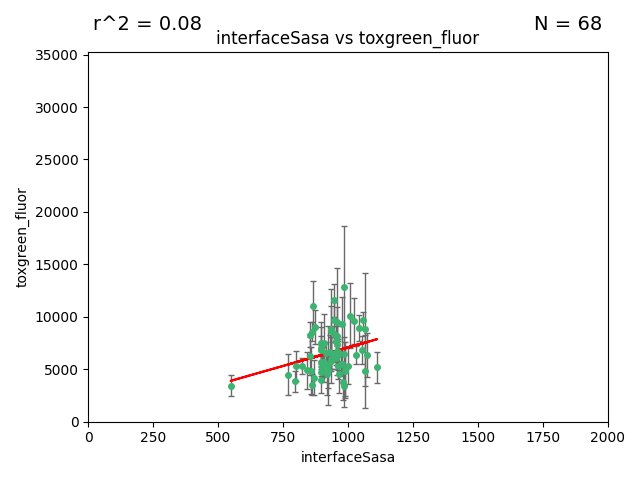 r^2 = 0.08
N = 68
interfaceSasa vs toxgreen_fluor
35000
30000
25000
20000
15000
10000
5000
0
toxgreen_fluor
0 250 500 750 1000 1250 1500 1750 2000
interfaceSasa